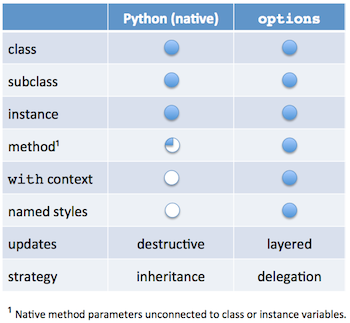 Python (native) options
class
subclass
instance
method¹
with context
named styles
updates destructive layered
strategy inheritance delegation
¹ Native method parameters unconnected to class or instance variables.